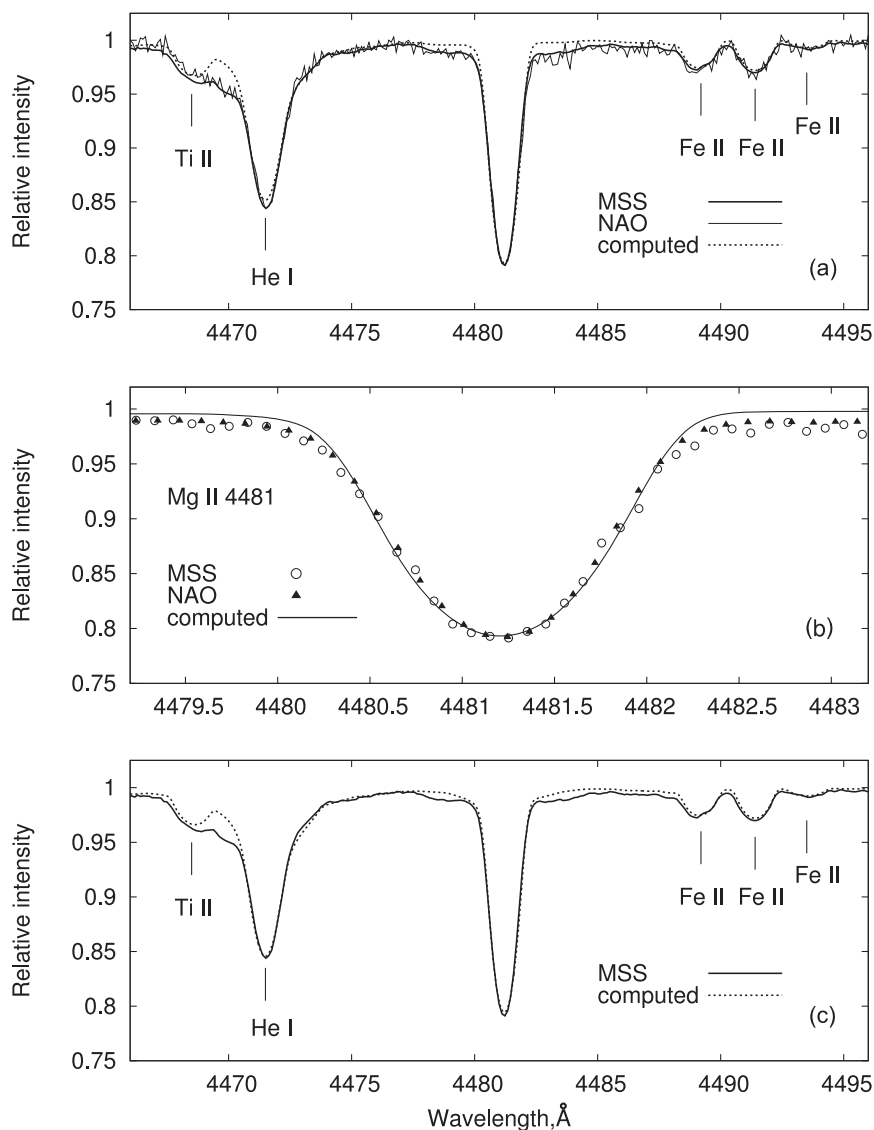 1
0.95
0.9
0.85
0.8
0.75
Relative intensity
Ti II
He I
Fe II
Fe II
Fe II
MSS
NAO
computed
(a)
4470
4475
4480
4485
4490
4495
1
0.95
0.9
0.85
0.8
0.75
Relative intensity
Mg II 4481
MSS
NAO
computed
(b)
4479.5
4480
4480.5
4481
4481.5
4482
4482.5
4483
1
0.95
0.9
0.85
0.8
0.75
Relative intensity
Ti II
He I
Fe II
Fe II
Fe II
MSS
computed
(c)
4470
4475
4480
4485
4490
4495
Wavelength,Å